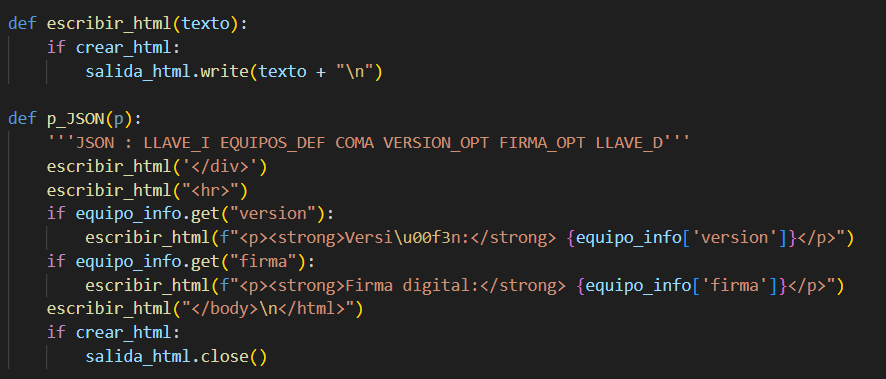 def escribir_html(texto):
    if crear_html:
        salida_html.write(texto + "\n")
def p_JSON(p):
    '''JSON : LLAVE_I EQUIPOS_DEF COMA VERSION_OPT FIRMA_OPT LLAVE_D'''
    escribir_html('</div>')
    escribir_html("<hr>")
    if equipo_info.get("version"):
        escribir_html(f"<p><strong>Versi\u00f3n:</strong> {equipo_info['version']}</p>")
    if equipo_info.get("firma"):
        escribir_html(f"<p><strong>Firma digital:</strong> {equipo_info['firma']}</p>")
    escribir_html("</body>\n</html>")
    if crear_html:
        salida_html.close()